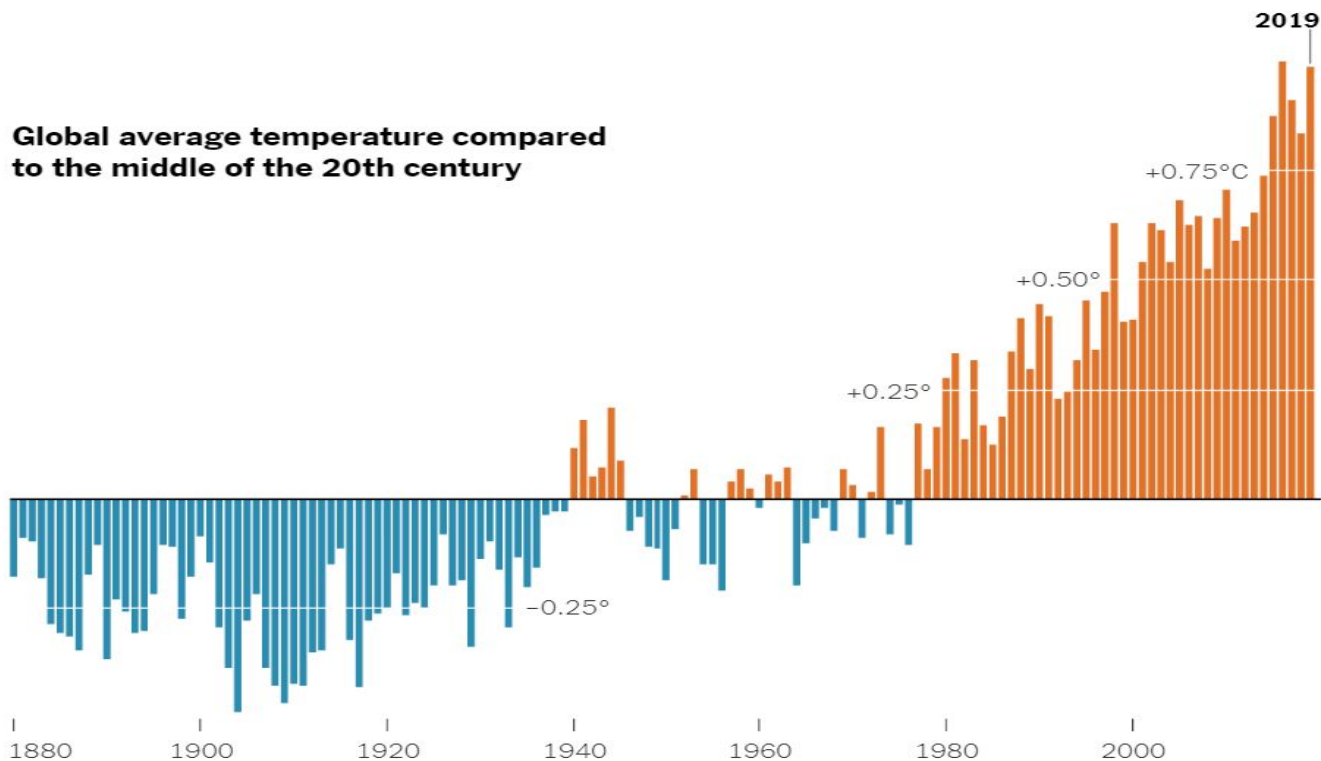 2019
Global average temperature compared
to the middle of the 20th century
+0.75°C
+0.50°
+0.25°
−0.25°
1880 1900 1920 1940 1960 1980 2000